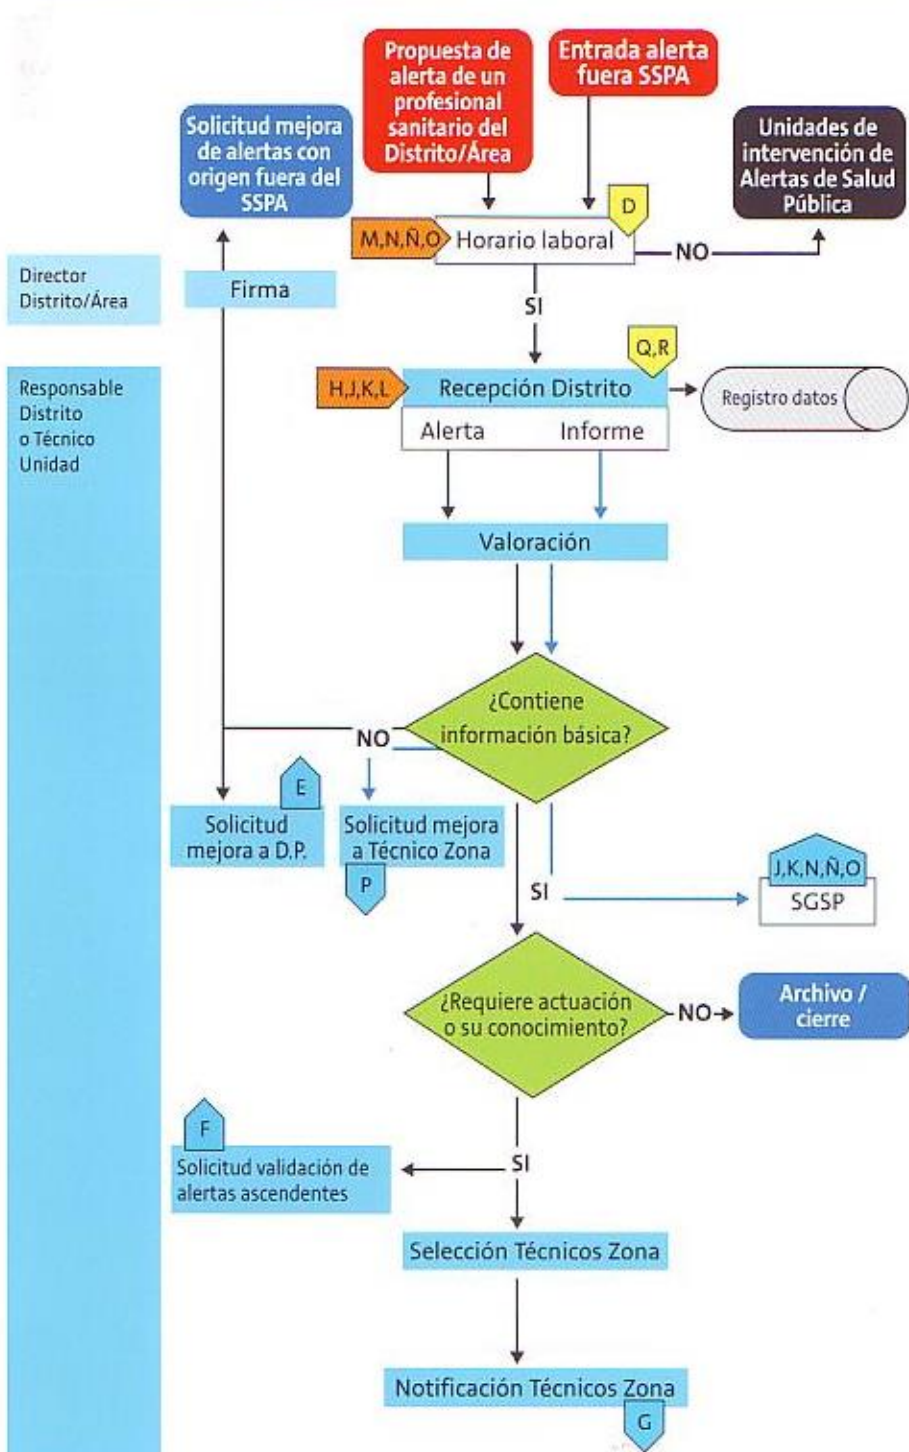 Propuesta de
alerta de un
profesional
sanitario del
Distrito/Área
Entrada alerta
fuera SSPA
Solicitud mejora
de alertas con
origen fuera del
SSPA
Unidades de
intervención de
Alertas de Salud
Pública
D
M,N,Ñ,O
Horario laboral
NO
Director
Distrito/Área
Firma
SI
Q,R
Responsable
Distrito
o Técnico
Unidad
H,J,K,L
Recepción Distrito
Registro datos
Alerta
Informe
Valoración
¿Contiene
información básica?
NO
E
Solicitud
mejora a D.P.
Solicitud mejora
a Técnico Zona
P
SI
J,K,N,Ñ,O
SGSP
¿Requiere actuación
o su conocimiento?
NO
Archivo /
cierre
F
SI
Solicitud validación de
alertas ascendentes
Selección Técnicos Zona
Notificación Técnicos Zona
G